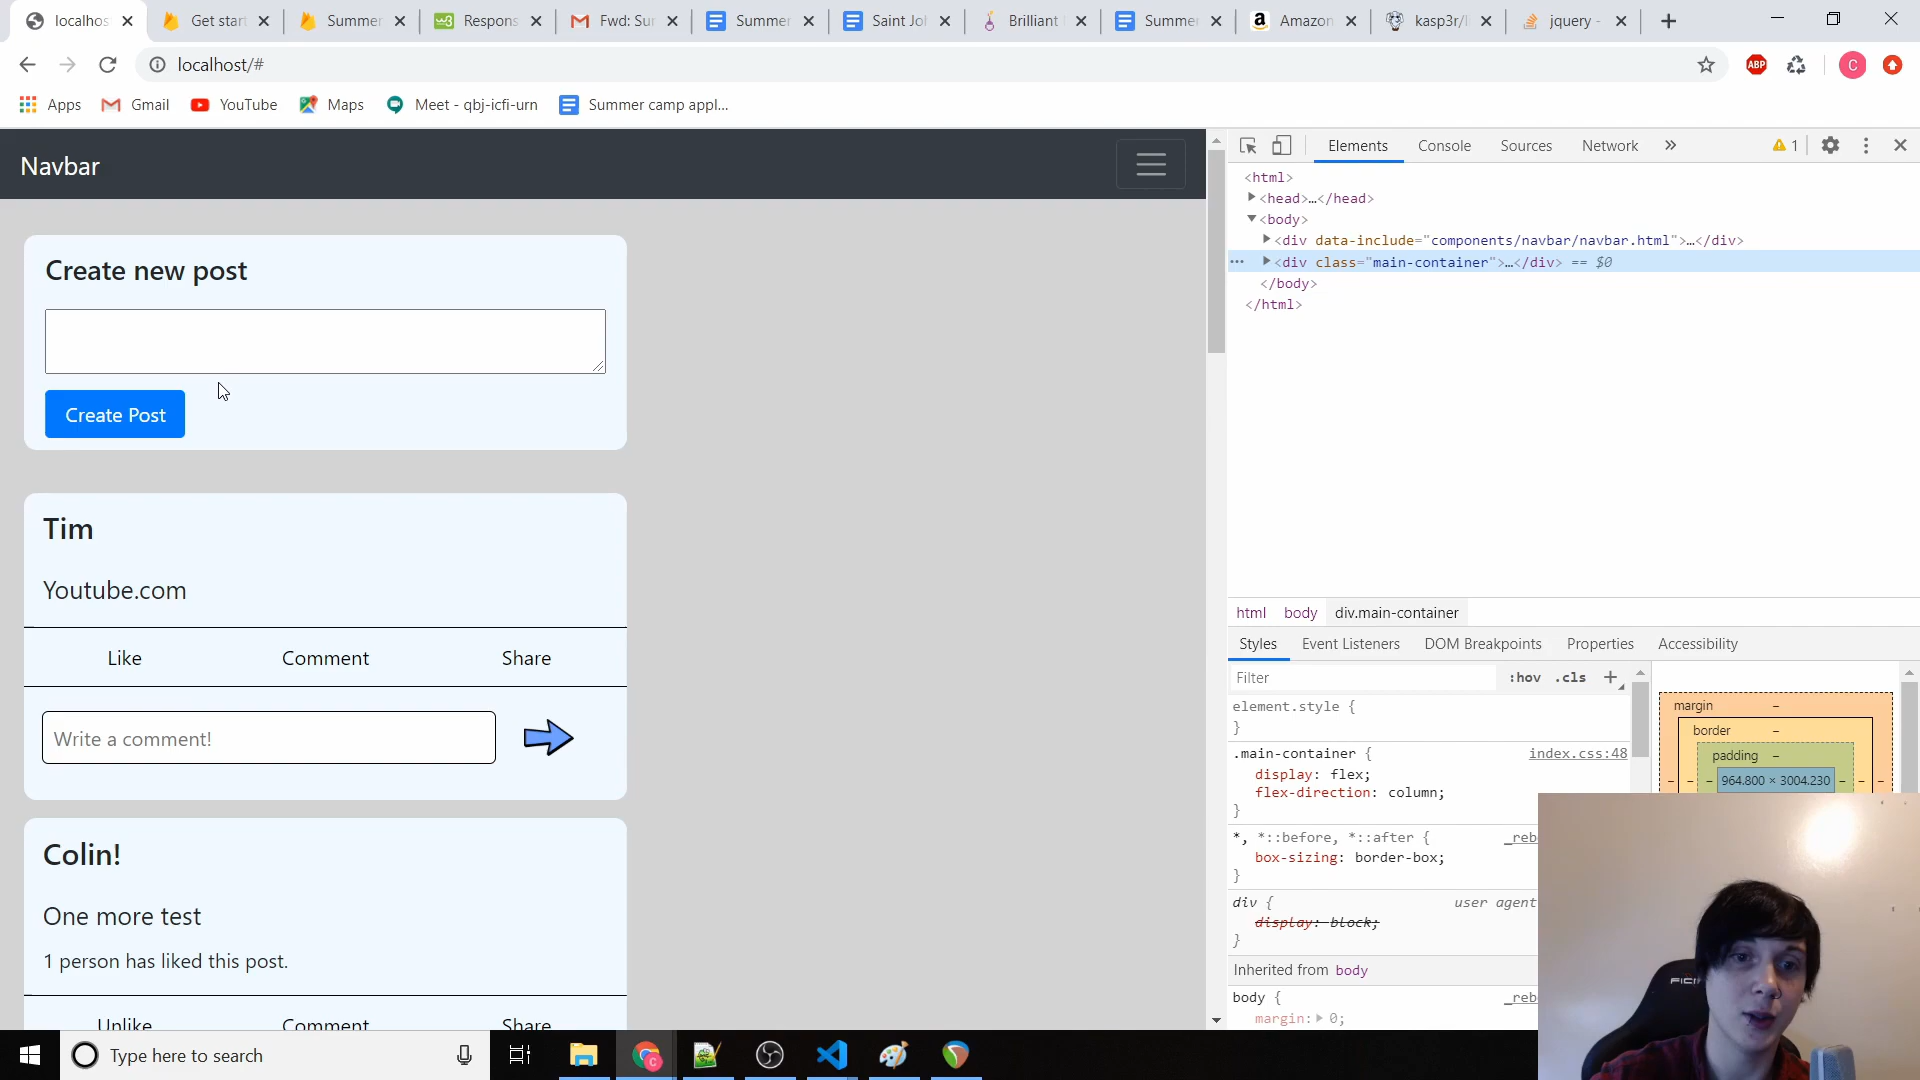 localhos
Get start
Summer
Respons
Fwd: Sur
Summer
Saint Jol
Brilliant
Summer
Amazon
kasp3r/l
jquery -
localhost/#
ABP
C
Apps
Gmail
YouTube
Maps
Meet - qbj-icfi-urn
Summer camp appl...
Navbar
Create new post
Create Post
Tim
Youtube.com
Like Comment Share
Write a comment!
Colin!
One more test
1 person has liked this post.
Unlike Comment Share
Elements Console Sources Network » 1
<html>
<head>…</head>
<body>
<div data-include="components/navbar/navbar.html">…</div>
<div class="main-container">…</div> == $0
</body>
</html>
html body div.main-container
Styles Event Listeners DOM Breakpoints Properties Accessibility
Filter :hov .cls +
element.style {
}
.main-container { index.css:48
display: flex;
flex-direction: column;
}
*, *::before, *::after { _reb
box-sizing: border-box;
}
div { user agent
display: block;
}
Inherited from body
body { _reb
margin: 0;
margin –
border –
padding –
964.800 × 3004.230
Type here to search